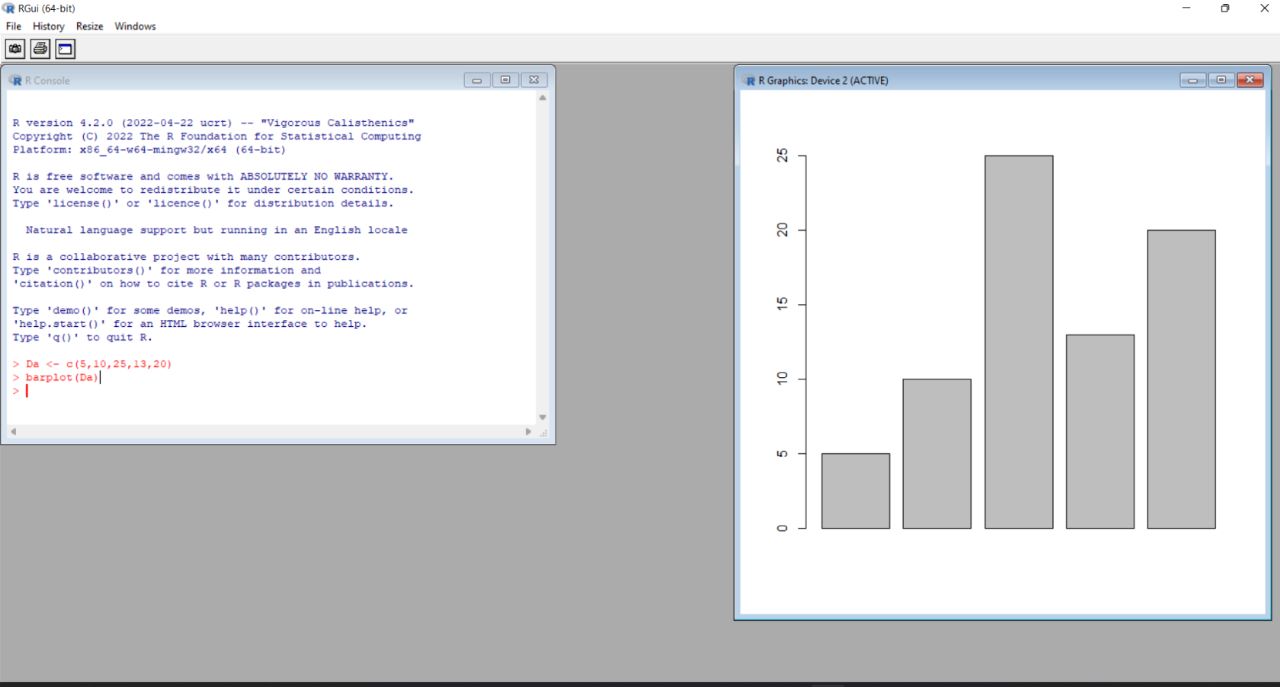 RGui (64-bit)
File History Resize Windows
R Console
R version 4.2.0 (2022-04-22 ucrt) -- "Vigorous Calisthenics"
Copyright (C) 2022 The R Foundation for Statistical Computing
Platform: x86_64-w64-mingw32/x64 (64-bit)
R is free software and comes with ABSOLUTELY NO WARRANTY.
You are welcome to redistribute it under certain conditions.
Type 'license()' or 'licence()' for distribution details.
Natural language support but running in an English locale
R is a collaborative project with many contributors.
Type 'contributors()' for more information and
'citation()' on how to cite R or R packages in publications.
Type 'demo()' for some demos, 'help()' for on-line help, or
'help.start()' for an HTML browser interface to help.
Type 'q()' to quit R.
> Da <- c(5,10,25,13,20)
> barplot(Da)
>
R Graphics: Device 2 (ACTIVE)
25
20
15
10
5
0